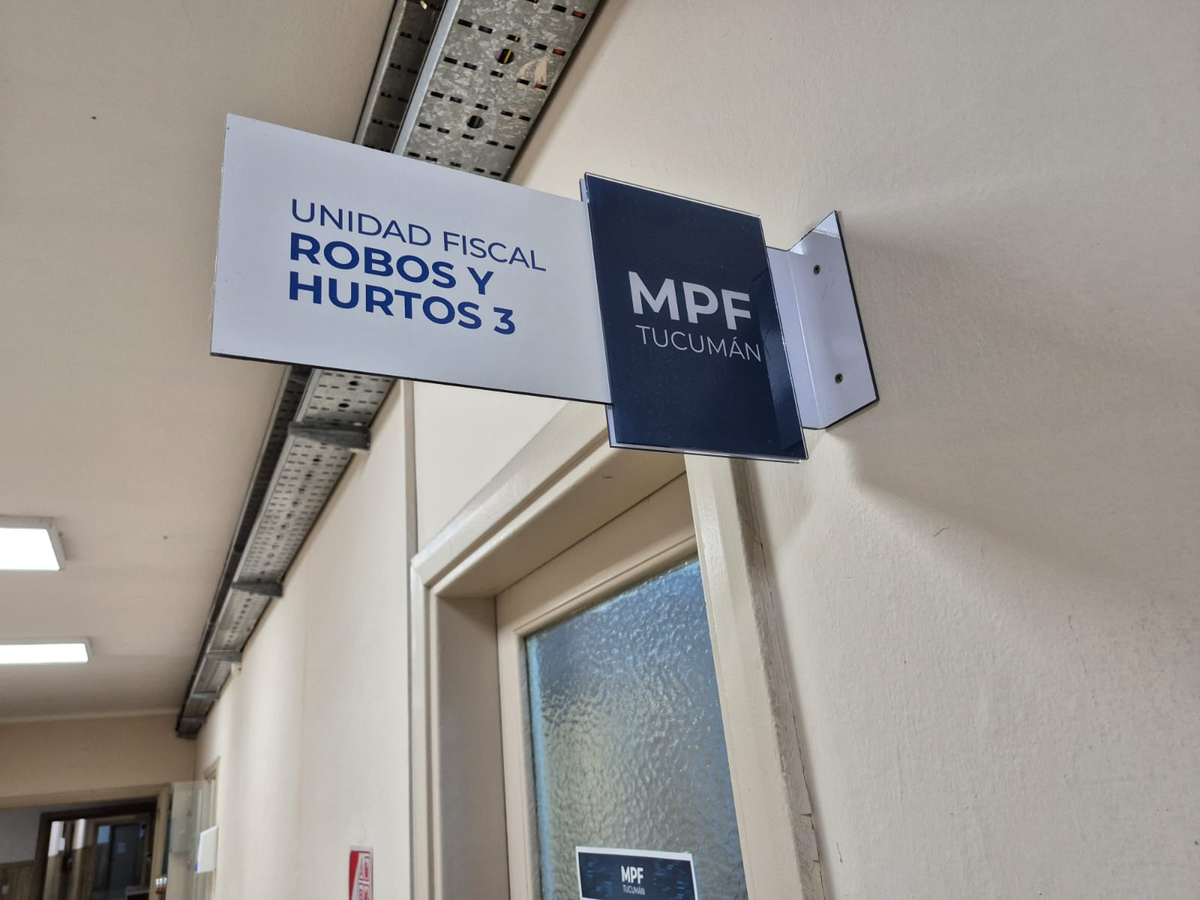 UNIDAD FISCAL
ROBOS Y
HURTOS 3
MPF
TUCUMÁN
MPF
TUCUMÁN